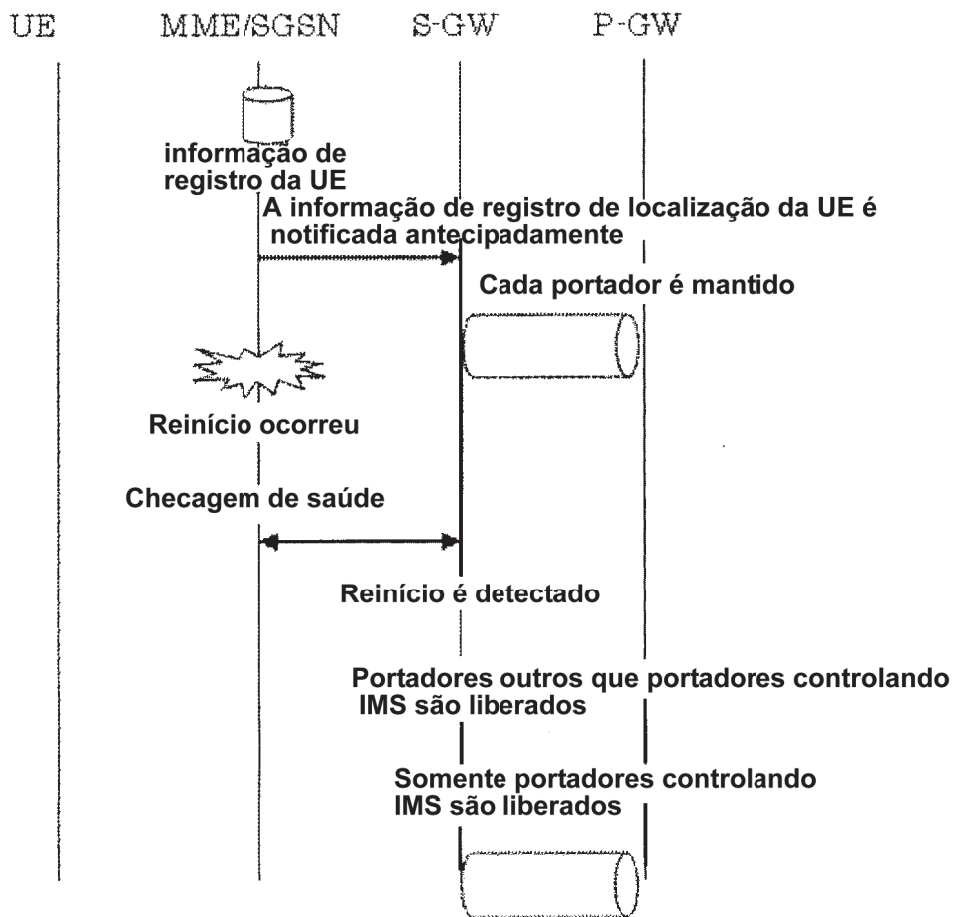 UE MME/SGSN S-GW P-GW
informação de
registro da UE
A informação de registro de localização da UE é
notificada antecipadamente
Cada portador é mantido
Reinício ocorreu
Checagem de saúde
Reinício é detectado
Portadores outros que portadores controlando
IMS são liberados
Somente portadores controlando
IMS são liberados